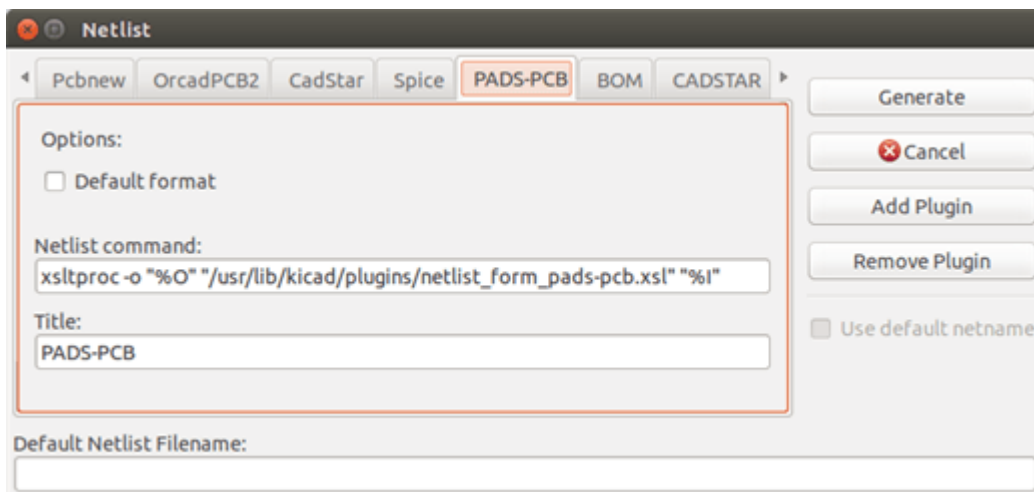 Netlist
Pcbnew OrcadPCB2 CadStar Spice PADS-PCB BOM CADSTAR
Generate
Options:
Cancel
Default format
Add Plugin
Netlist command:
xsltproc -o "%O" "/usr/lib/kicad/plugins/netlist_form_pads-pcb.xsl" "%I"
Remove Plugin
Title:
Use default netname
PADS-PCB
Default Netlist Filename: